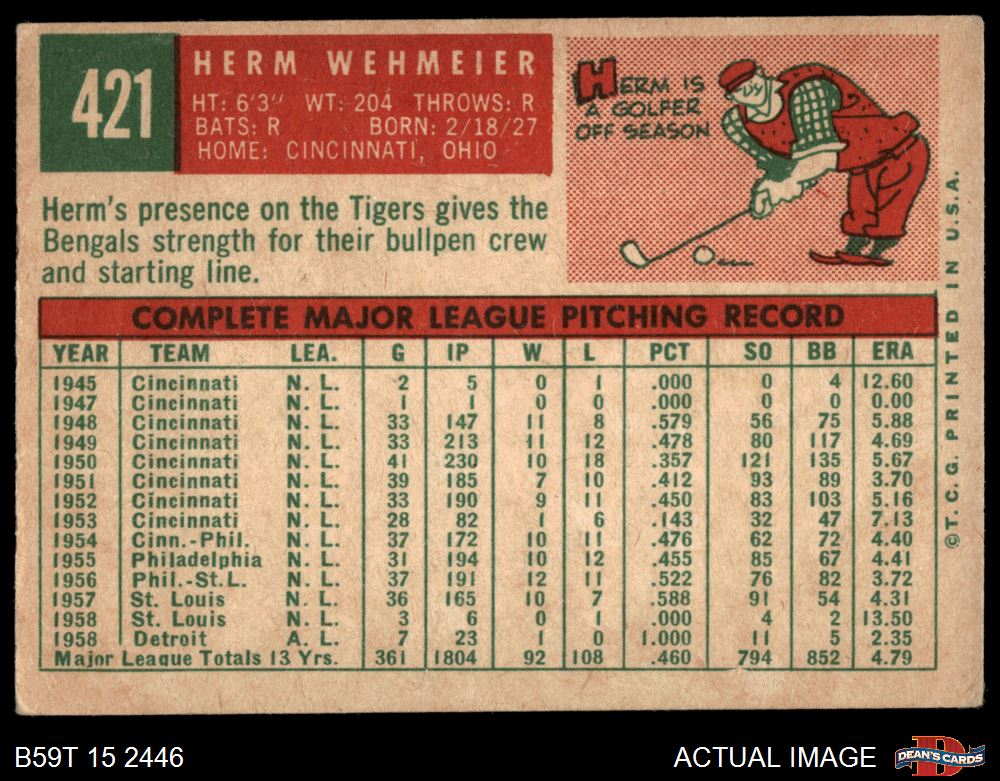 421
HERM WEHMEIER
HT: 6'3" WT: 204 THROWS: R
BATS: R BORN: 2/18/27
HOME: CINCINNATI, OHIO
HERM IS
A GOLFER
OFF SEASON
Herm's presence on the Tigers gives the
Bengals strength for their bullpen crew
and starting line.
COMPLETE MAJOR LEAGUE PITCHING RECORD
YEAR TEAM LEA. G IP W L PCT SO BB ERA
1945 Cincinnati N. L. 2 5 0 1 .000 0 4 12.60
1947 Cincinnati N. L. 1 1 0 0 .000 0 0 0.00
1948 Cincinnati N. L. 33 147 11 8 .579 56 75 5.88
1949 Cincinnati N. L. 33 213 11 12 .478 80 117 4.69
1950 Cincinnati N. L. 41 230 10 18 .357 121 135 5.67
1951 Cincinnati N. L. 39 185 7 10 .412 93 89 3.70
1952 Cincinnati N. L. 33 190 9 11 .450 83 103 5.16
1953 Cincinnati N. L. 28 82 1 6 .143 32 47 7.13
1954 Cinn.-Phil. N. L. 37 172 10 11 .476 62 72 4.40
1955 Philadelphia N. L. 31 194 10 12 .455 85 67 4.41
1956 Phil.-St.L. N. L. 37 191 12 11 .522 76 82 3.72
1957 St. Louis N. L. 36 165 10 7 .588 91 54 4.31
1958 St. Louis N. L. 3 6 0 1 .000 4 2 13.50
1958 Detroit A. L. 7 23 1 0 1.000 11 5 2.35
Major League Totals 13 Yrs. 361 1804 92 108 .460 794 852 4.79
©T. C. G. PRINTED IN U.S.A.
B59T 15 2446
ACTUAL IMAGE
D
DEAN'S CARDS